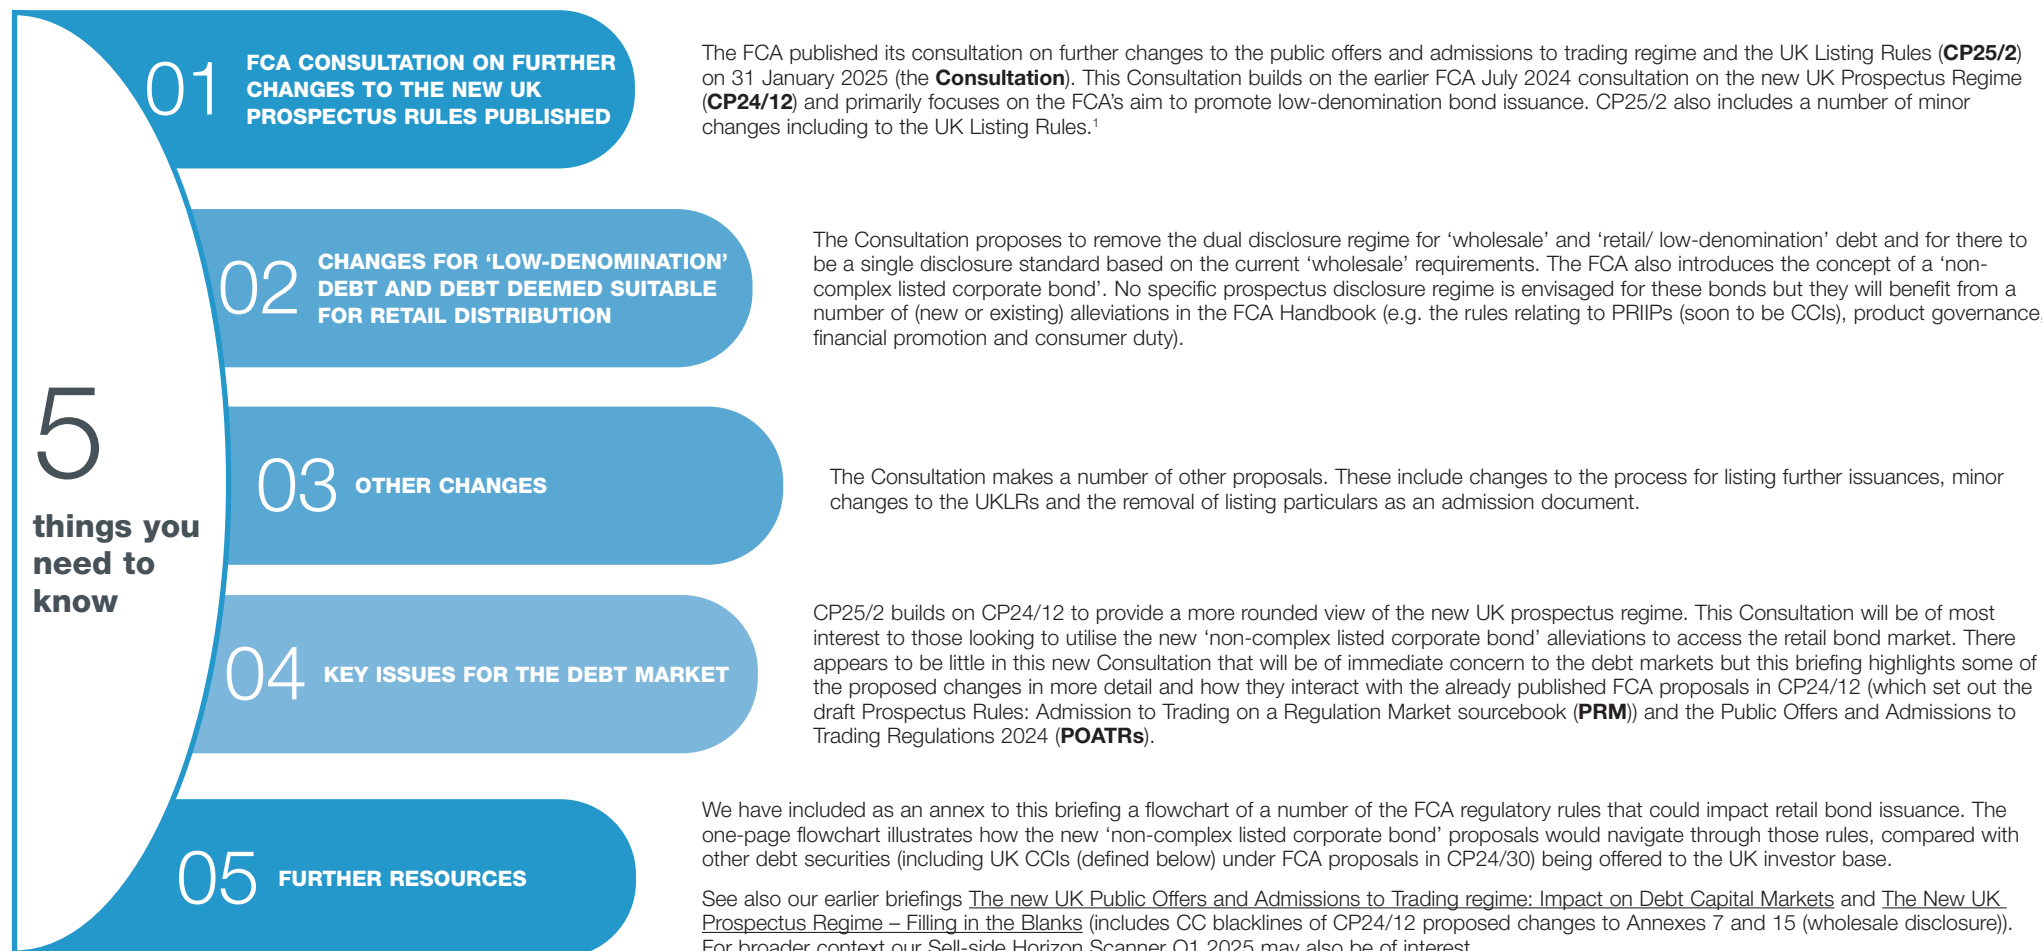 5
things you
need to
know
01
FCA CONSULTATION ON FURTHER
CHANGES TO THE NEW UK
PROSPECTUS RULES PUBLISHED
The FCA published its consultation on further changes to the public offers and admissions to trading regime and the UK Listing Rules (CP25/2)
on 31 January 2025 (the Consultation). This Consultation builds on the earlier FCA July 2024 consultation on the new UK Prospectus Regime
(CP24/12) and primarily focuses on the FCA’s aim to promote low-denomination bond issuance. CP25/2 also includes a number of minor
changes including to the UK Listing Rules.1
02
CHANGES FOR ‘LOW-DENOMINATION’
DEBT AND DEBT DEEMED SUITABLE
FOR RETAIL DISTRIBUTION
The Consultation proposes to remove the dual disclosure regime for ‘wholesale’ and ‘retail/ low-denomination’ debt and for there to
be a single disclosure standard based on the current ‘wholesale’ requirements. The FCA also introduces the concept of a ‘non-
complex listed corporate bond’. No specific prospectus disclosure regime is envisaged for these bonds but they will benefit from a
number of (new or existing) alleviations in the FCA Handbook (e.g. the rules relating to PRIIPs (soon to be CCIs), product governance,
financial promotion and consumer duty).
03
OTHER CHANGES
The Consultation makes a number of other proposals. These include changes to the process for listing further issuances, minor
changes to the UKLRs and the removal of listing particulars as an admission document.
04
KEY ISSUES FOR THE DEBT MARKET
CP25/2 builds on CP24/12 to provide a more rounded view of the new UK prospectus regime. This Consultation will be of most
interest to those looking to utilise the new ‘non-complex listed corporate bond’ alleviations to access the retail bond market. There
appears to be little in this new Consultation that will be of immediate concern to the debt markets but this briefing highlights some of
the proposed changes in more detail and how they interact with the already published FCA proposals in CP24/12 (which set out the
draft Prospectus Rules: Admission to Trading on a Regulation Market sourcebook (PRM)) and the Public Offers and Admissions to
Trading Regulations 2024 (POATRs).
05
FURTHER RESOURCES
We have included as an annex to this briefing a flowchart of a number of the FCA regulatory rules that could impact retail bond issuance. The
one-page flowchart illustrates how the new ‘non-complex listed corporate bond’ proposals would navigate through those rules, compared with
other debt securities (including UK CCIs (defined below) under FCA proposals in CP24/30) being offered to the UK investor base.
See also our earlier briefings The new UK Public Offers and Admissions to Trading regime: Impact on Debt Capital Markets and The New UK
Prospectus Regime – Filling in the Blanks (includes CC blacklines of CP24/12 proposed changes to Annexes 7 and 15 (wholesale disclosure)).
For broader context our Sell-side Horizon Scanner Q1 2025 may also be of interest.